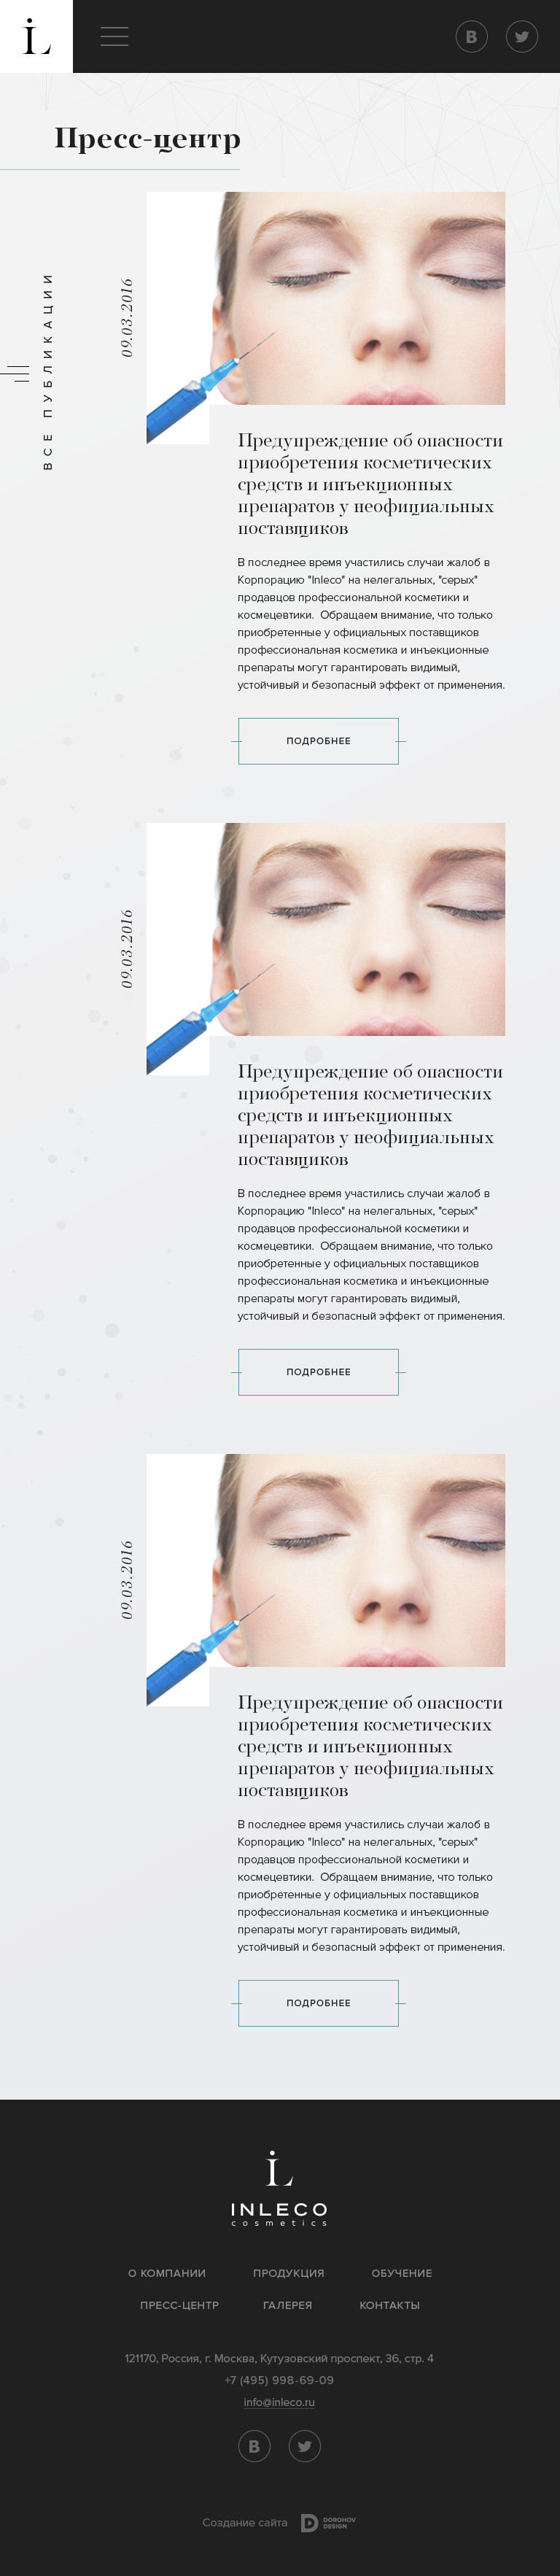 iL
B
Пресс-центр
ВСЕ ПУБЛИКАЦИИ
09.03.2016
Предупреждение об опасности
приобретения косметических
средств и инъекционных
препаратов у неофициальных
поставщиков
В последнее время участились случаи жалоб в
Корпорацию "Inleco" на нелегальных, "серых"
продавцов профессиональной косметики и
космецевтики. Обращаем внимание, что только
приобретенные у официальных поставщиков
профессиональная косметика и инъекционные
препараты могут гарантировать видимый,
устойчивый и безопасный эффект от применения.
ПОДРОБНЕЕ
09.03.2016
Предупреждение об опасности
приобретения косметических
средств и инъекционных
препаратов у неофициальных
поставщиков
В последнее время участились случаи жалоб в
Корпорацию "Inleco" на нелегальных, "серых"
продавцов профессиональной косметики и
космецевтики. Обращаем внимание, что только
приобретенные у официальных поставщиков
профессиональная косметика и инъекционные
препараты могут гарантировать видимый,
устойчивый и безопасный эффект от применения.
ПОДРОБНЕЕ
09.03.2016
Предупреждение об опасности
приобретения косметических
средств и инъекционных
препаратов у неофициальных
поставщиков
В последнее время участились случаи жалоб в
Корпорацию "Inleco" на нелегальных, "серых"
продавцов профессиональной косметики и
космецевтики. Обращаем внимание, что только
приобретенные у официальных поставщиков
профессиональная косметика и инъекционные
препараты могут гарантировать видимый,
устойчивый и безопасный эффект от применения.
ПОДРОБНЕЕ
iL
INLECO
cosmetics
О КОМПАНИИ ПРОДУКЦИЯ ОБУЧЕНИЕ
ПРЕСС-ЦЕНТР ГАЛЕРЕЯ КОНТАКТЫ
121170, Россия, г. Москва, Кутузовский проспект, 36, стр. 4
+7 (495) 998-69-09
info@inleco.ru
B
Создание сайта D DOROHOV
DESIGN